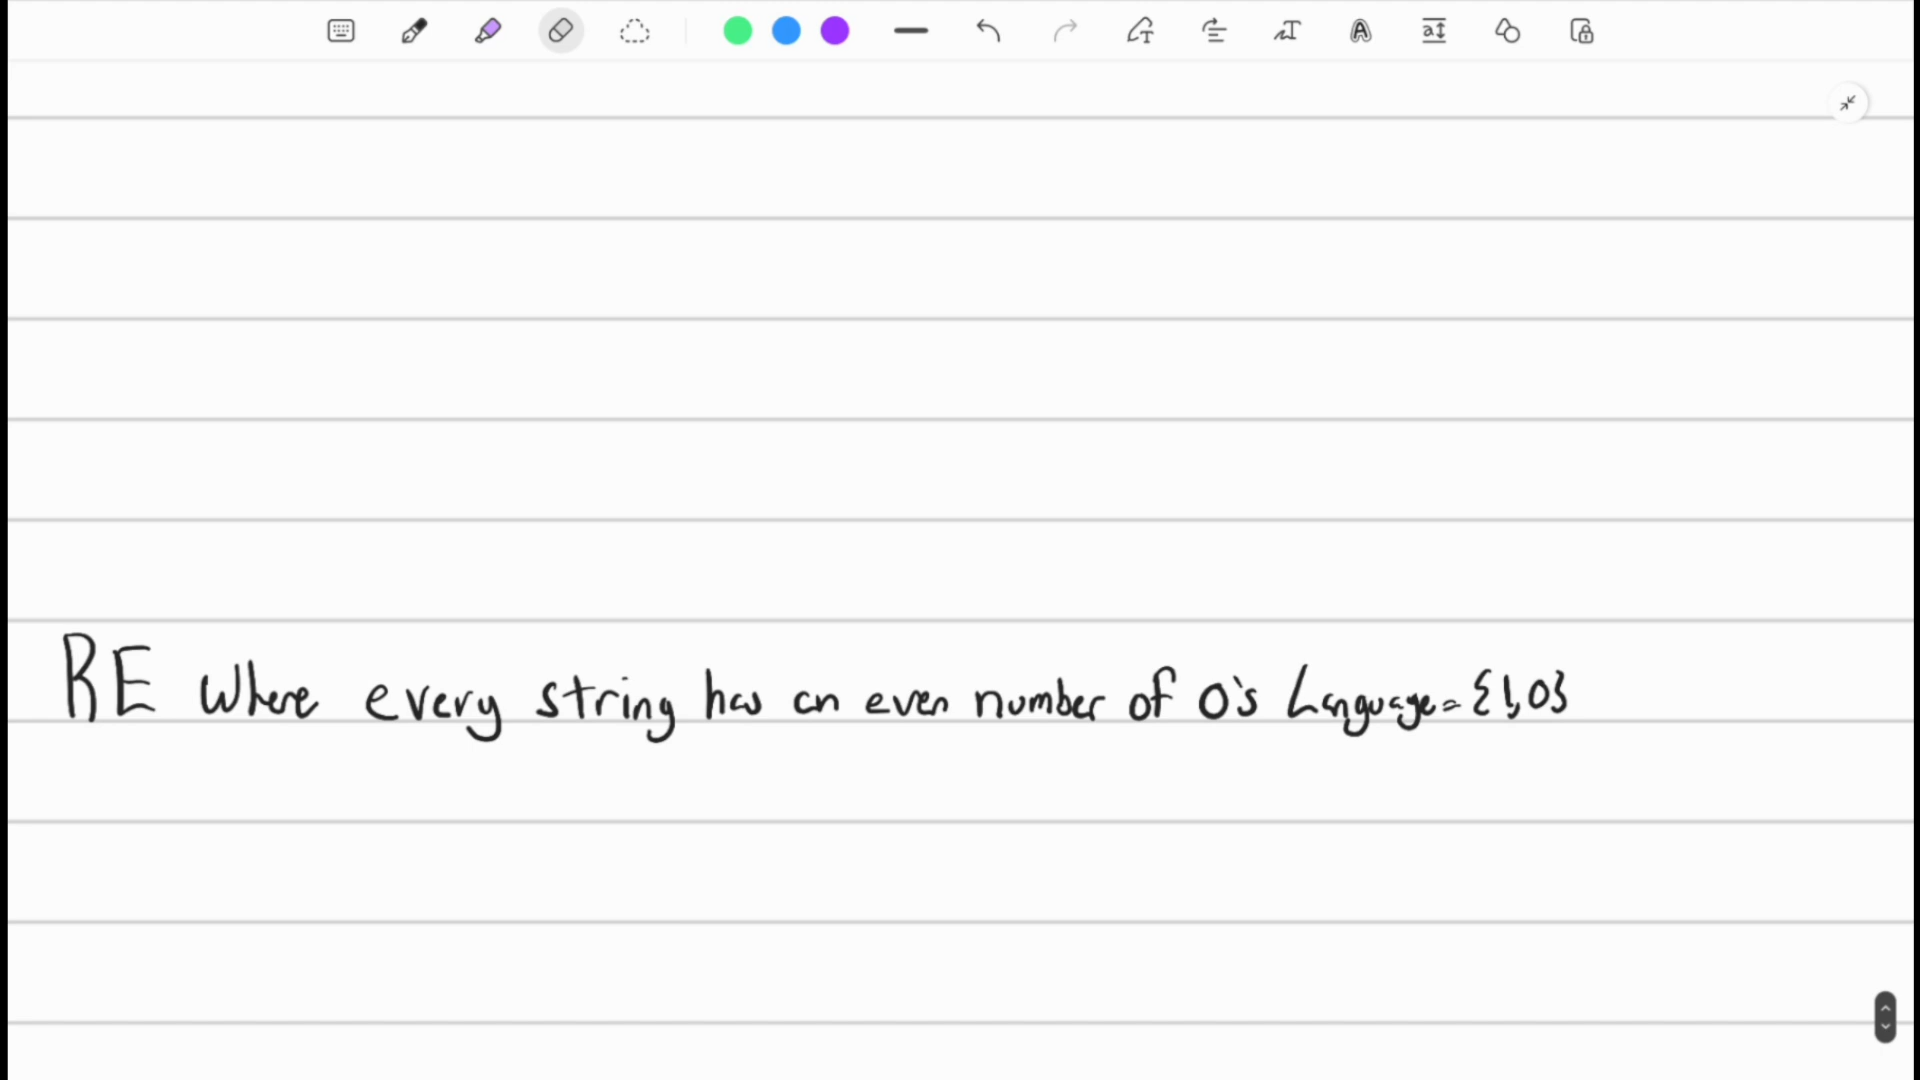 RE Where every string has an even number of 0's Language = {1,0}